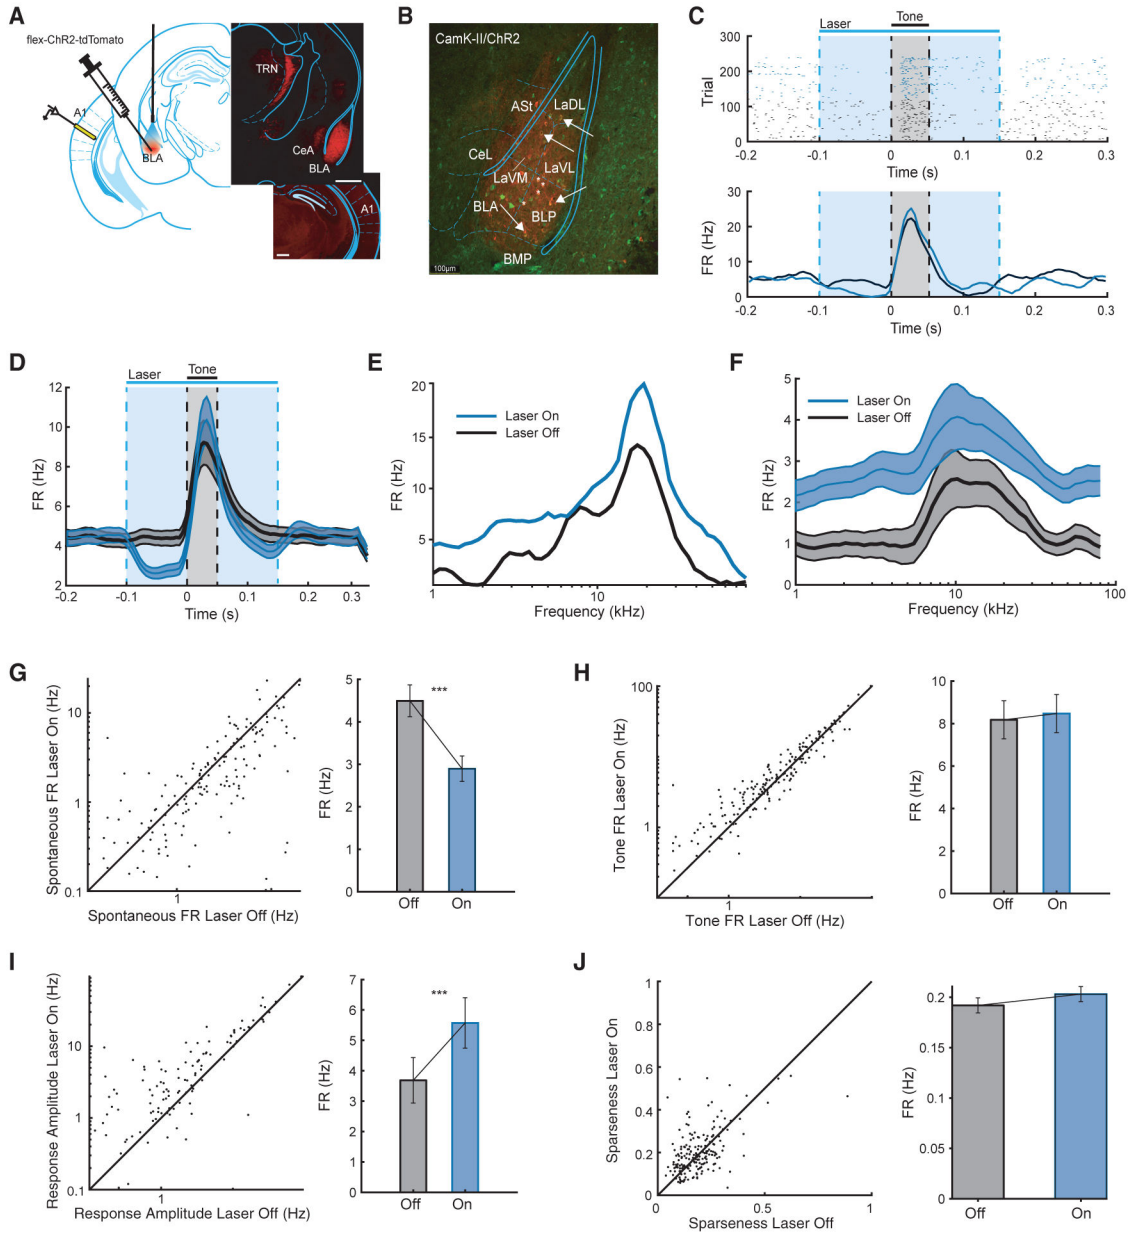 A
flex-ChR2-tdTomato
A1
BLA
TRN
CeA
BLA
A1
B
CamK-II/ChR2
ASt
LaDL
CeL
LaVM
LaVL
BLA
BLP
BMP
100µm
C
Laser
Tone
300
200
100
0
Trial
-0.2
-0.1
0
0.1
0.2
0.3
Time (s)
30
20
10
0
FR (Hz)
-0.2
-0.1
0
0.1
0.2
0.3
Time (s)
D
Laser
Tone
12
10
8
6
4
2
FR (Hz)
-0.2
-0.1
0
0.1
0.2
0.3
Time (s)
E
20
15
10
5
FR (Hz)
Laser On
Laser Off
1
10
Frequency (kHz)
F
5
4
3
2
1
0
FR (Hz)
Laser On
Laser Off
1
10
100
Frequency (kHz)
G
Spontaneous FR Laser On (Hz)
10
1
0.1
1
Spontaneous FR Laser Off (Hz)
5
4
3
2
1
0
FR (Hz)
***
Off
On
H
Tone FR Laser On (Hz)
100
1
1
Tone FR Laser Off (Hz)
10
8
6
4
2
0
FR (Hz)
Off
On
I
Response Amplitude Laser On (Hz)
10
1
0.1
1
Response Amplitude Laser Off (Hz)
7
6
5
4
3
2
1
0
FR (Hz)
***
Off
On
J
Sparseness Laser On
1
0.8
0.6
0.4
0.2
0
0
0.5
1
Sparseness Laser Off
0.2
0.15
0.1
0.05
0
FR (Hz)
Off
On